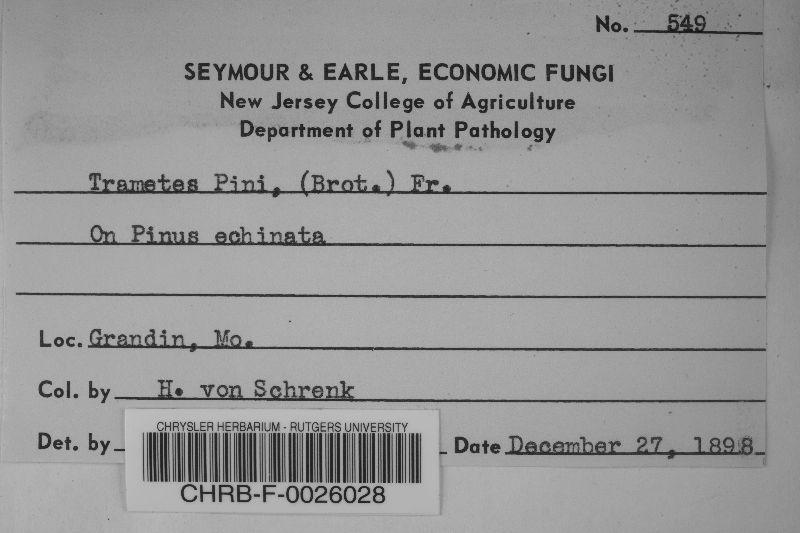 No. 549
SEYMOUR & EARLE, ECONOMIC FUNGI
New Jersey College of Agriculture
Department of Plant Pathology
Trametes Pini, (Brot.) Fr.
On Pinus echinata
Loc. Grandin, Mo.
Col. by H. von Schrenk
Det. by
Date December 27, 1898
CHRYSLER HERBARIUM - RUTGERS UNIVERSITY
CHRB-F-0026028